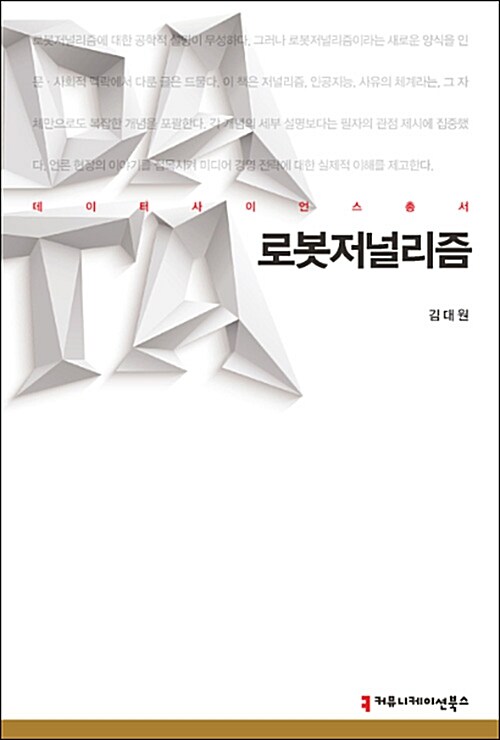 로봇저널리즘에 대한 공학적 설명이 무성하다. 그러나 로봇저널리즘이라는 새로운 양식을 인
문·사회적 맥락에서 다룬 글은 드물다. 이 책은 저널리즘, 인공지능, 사유의 체계라는, 그 자
체만으로도 복잡한 개념을 포괄한다. 각 개념의 세부 설명보다는 필자의 관점 제시에 집중했
다. 언론 현장의 이야기를 접목시켜 미디어 경영 전략에 대한 실제적 이해를 제고한다.
DA
데이터사이언스총서
TA
로봇저널리즘
김대원
커뮤니케이션북스